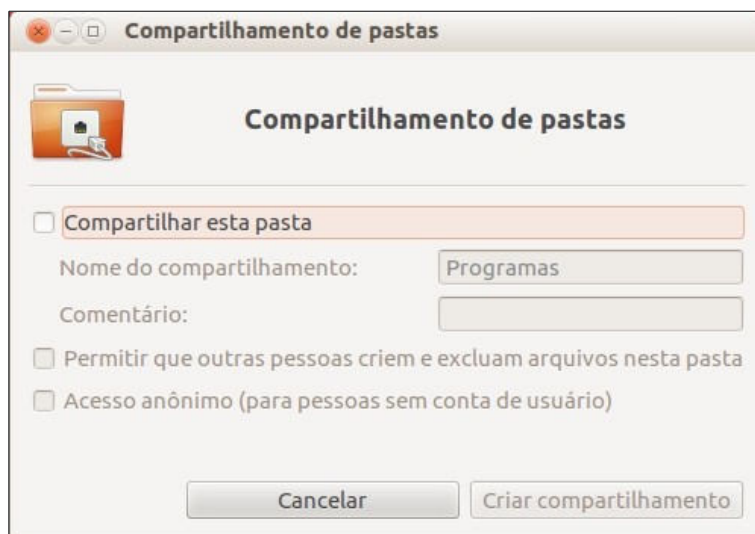 Compartilhamento de pastas
Compartilhamento de pastas
Compartilhar esta pasta
Nome do compartilhamento: Programas
Comentário:
Permitir que outras pessoas criem e excluam arquivos nesta pasta
Acesso anônimo (para pessoas sem conta de usuário)
Cancelar Criar compartilhamento